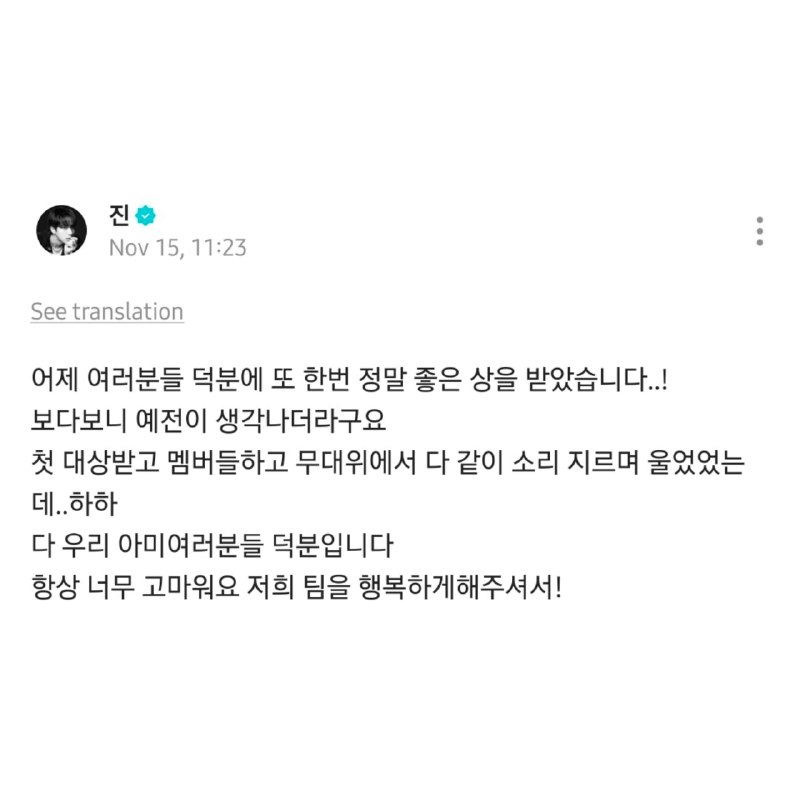 진
Nov 15, 11:23
See translation
어제 여러분들 덕분에 또 한번 정말 좋은 상을 받았습니다..!
보다보니 예전이 생각나더라구요
첫 대상받고 멤버들하고 무대위에서 다 같이 소리 지르며 울었었는
데..하하
다 우리 아미여러분들 덕분입니다
항상 너무 고마워요 저희 팀을 행복하게해주셔서!